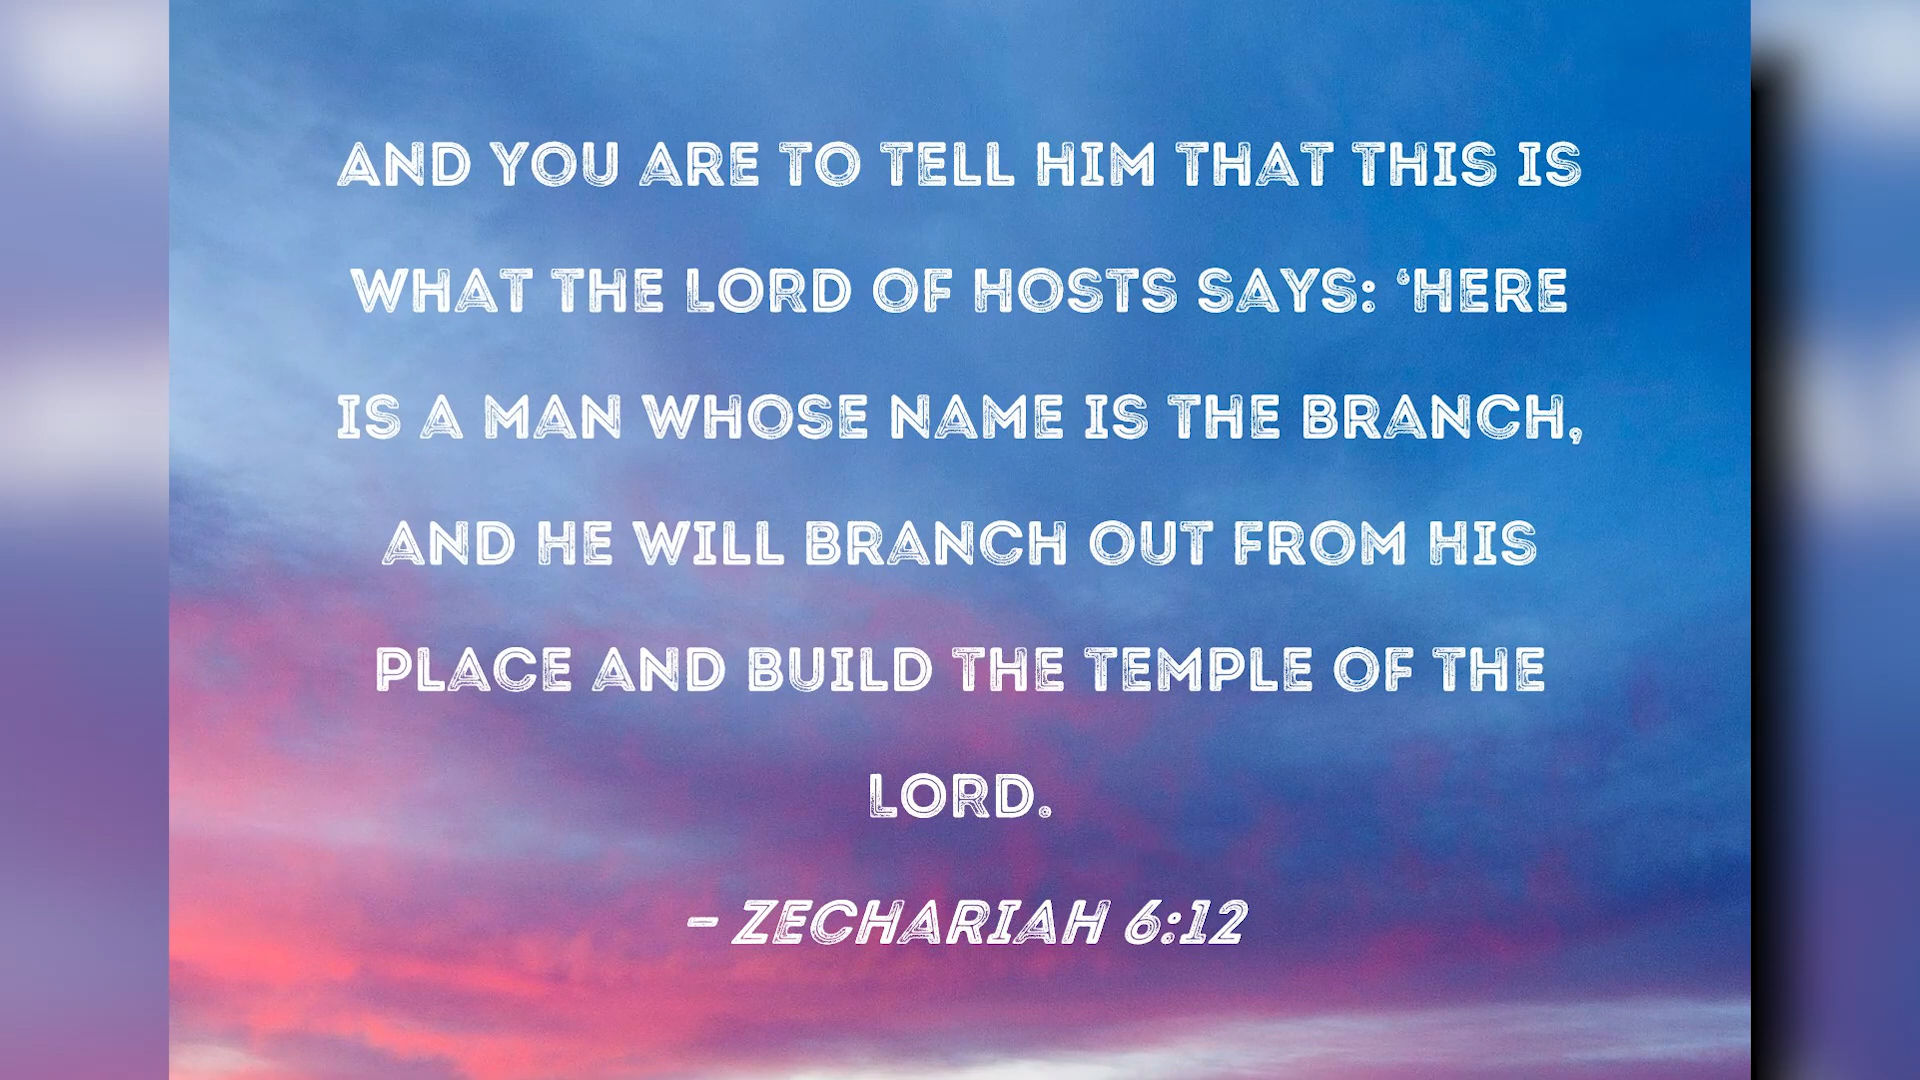 AND YOU ARE TO TELL HIM THAT THIS IS
WHAT THE LORD OF HOSTS SAYS: ‘HERE
IS A MAN WHOSE NAME IS THE BRANCH,
AND HE WILL BRANCH OUT FROM HIS
PLACE AND BUILD THE TEMPLE OF THE
LORD.
– ZECHARIAH 6:12